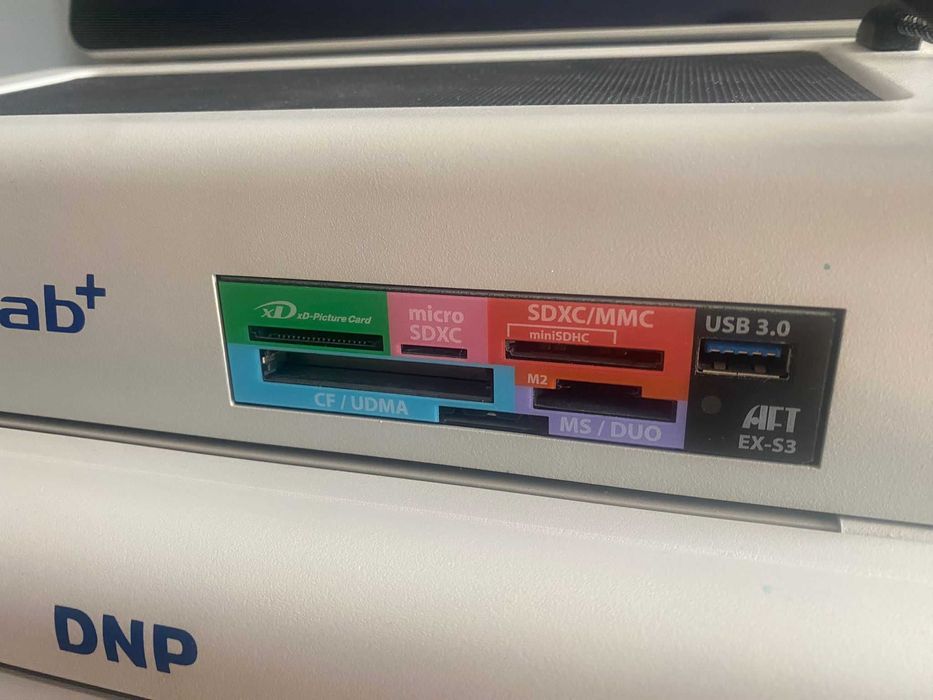 ab+
xD xD-Picture Card
micro
SDXC
SDXC/MMC
miniSDHC
USB 3.0
M2
CF / UDMA
MS / DUO
AFT
EX-S3
DNP